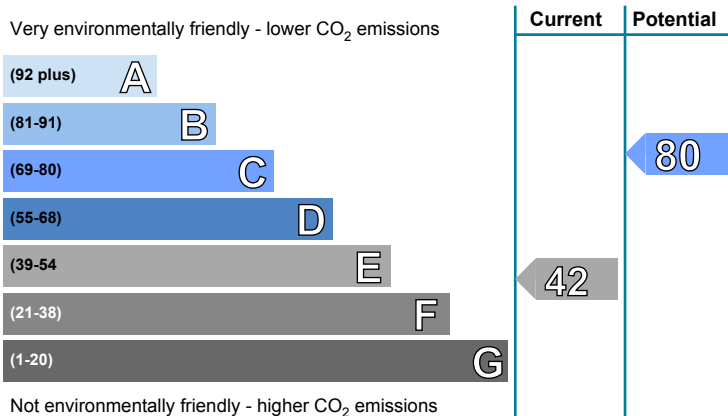 Very environmentally friendly - lower CO2 emissions
Current
Potential
(92 plus) A
(81-91) B
(69-80) C
(55-68) D
(39-54 E
(21-38) F
(1-20) G
80
42
Not environmentally friendly - higher CO2 emissions